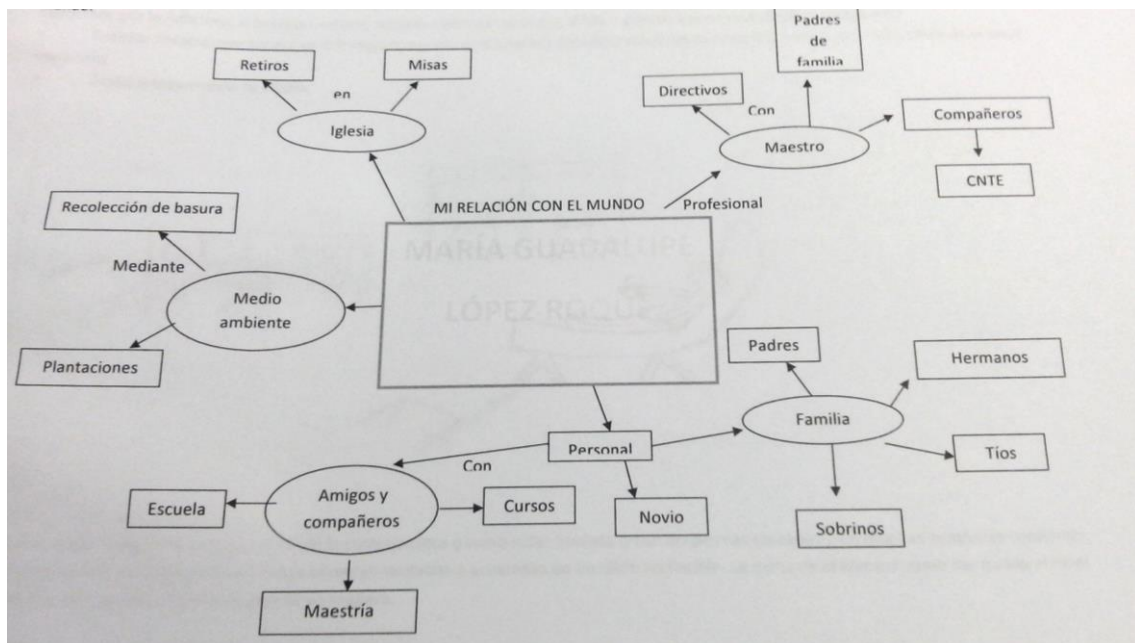 Padres
de
familia
Retiros
Misas
en
Iglesia
Directivos
Con
Maestro
Compañeros
CNTE
MI RELACIÓN CON EL MUNDO
Profesional
MARÍA GUADALUPE
LÓPEZ ROQUE
Recolección de basura
Mediante
Medio
ambiente
Plantaciones
Padres
Hermanos
Familia
Tíos
Sobrinos
Personal
Con
Novio
Amigos y
compañeros
Escuela
Cursos
Maestría